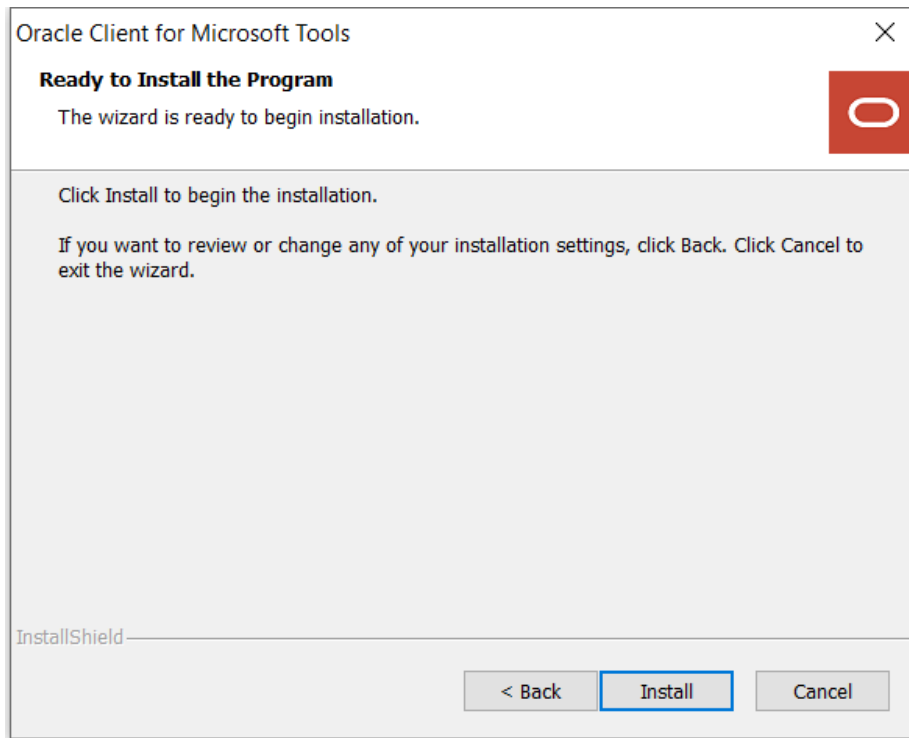 Oracle Client for Microsoft Tools
Ready to Install the Program
The wizard is ready to begin installation.
Click Install to begin the installation.
If you want to review or change any of your installation settings, click Back. Click Cancel to
exit the wizard.
InstallShield
< Back
Install
Cancel